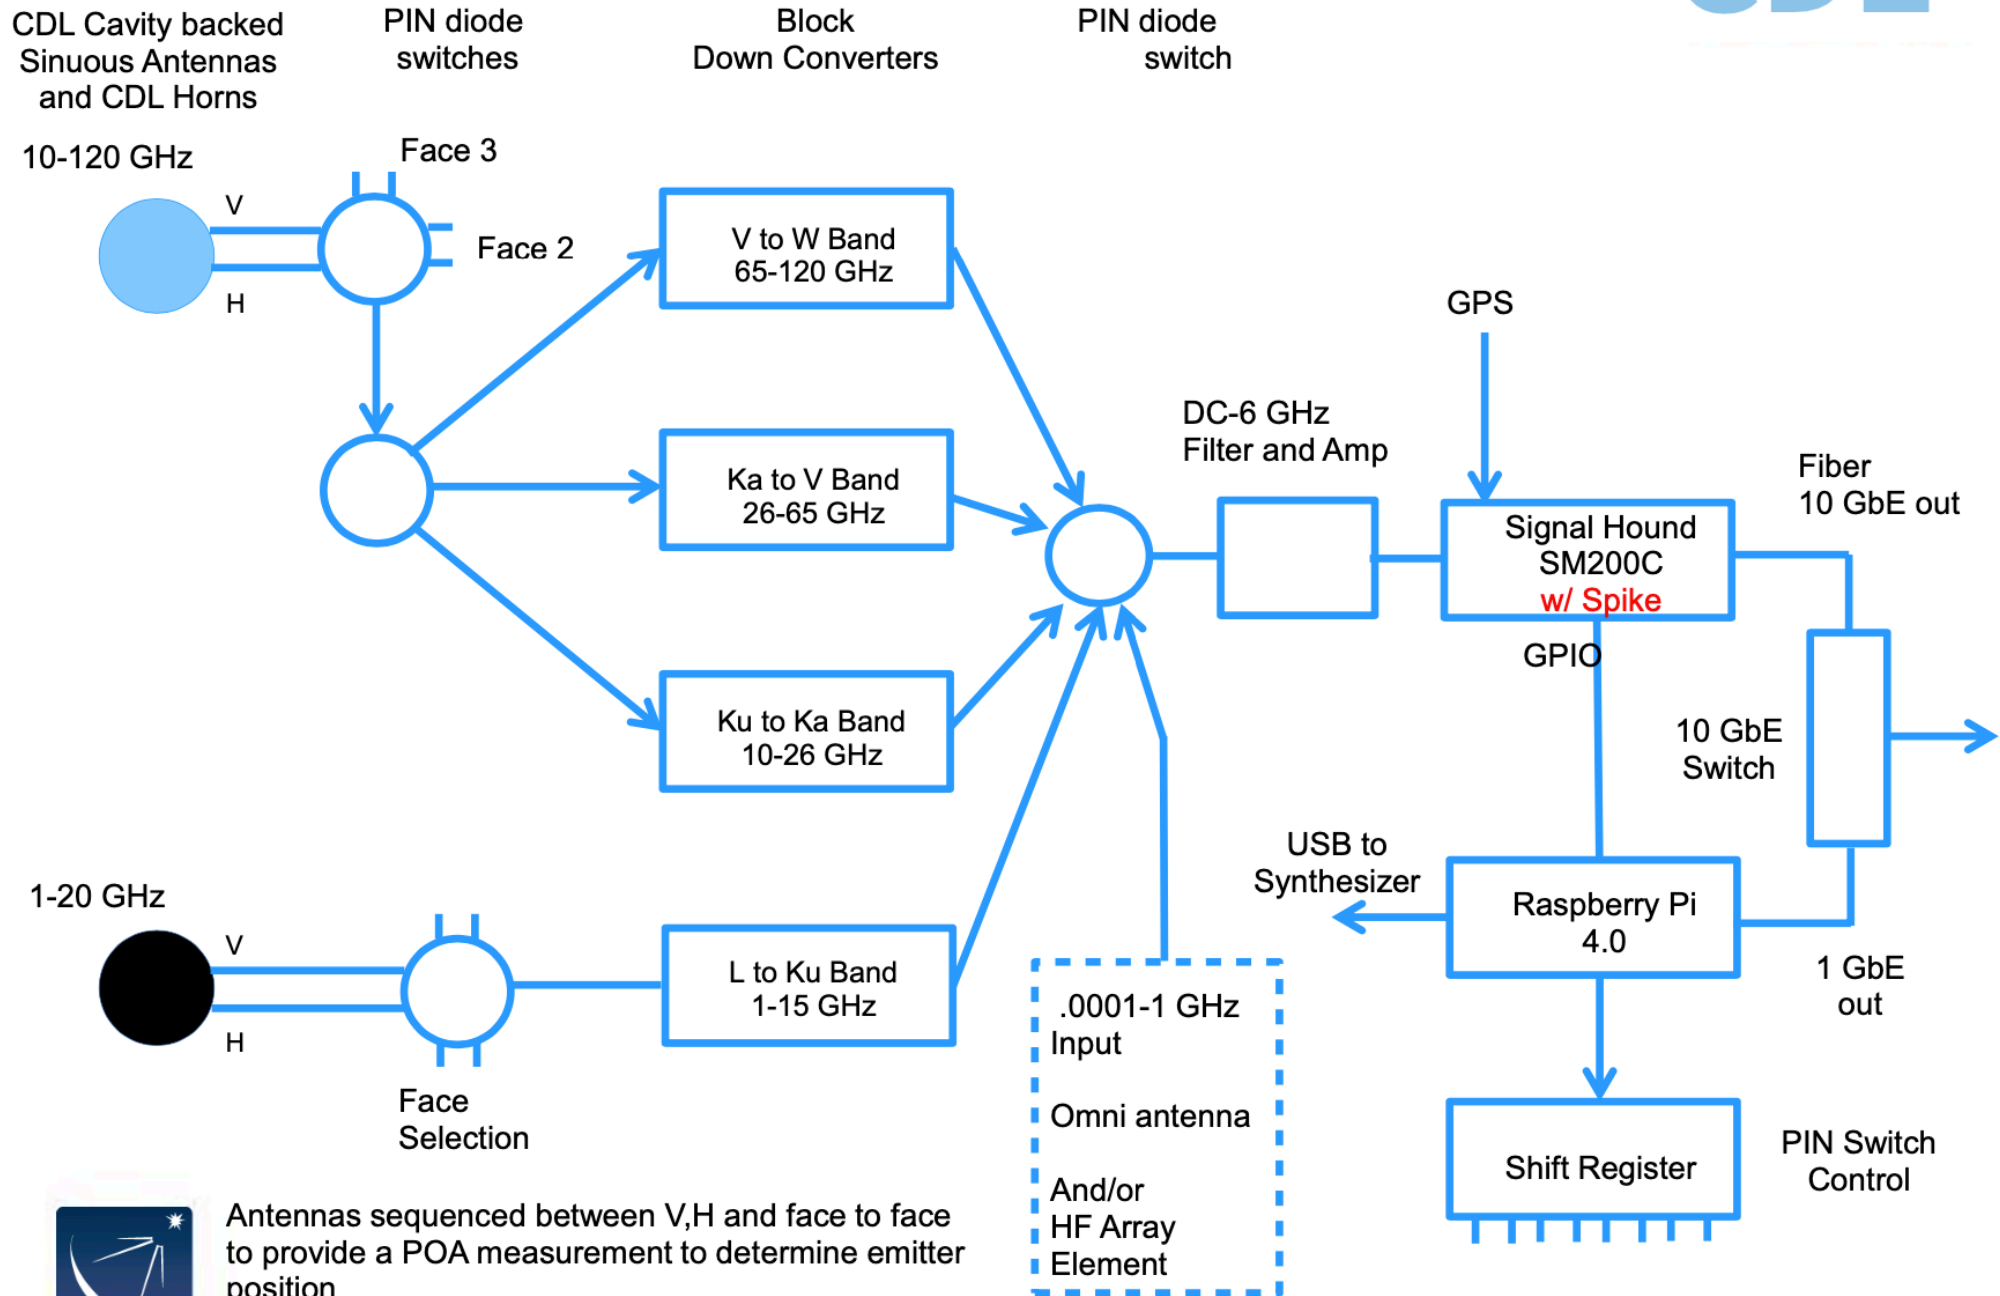 CDL Cavity backed
Sinuous Antennas
and CDL Horns
PIN diode
switches
Block
Down Converters
PIN diode
switch
CDL
10-120 GHz
V
H
Face 3
Face 2
V to W Band
65-120 GHz
Ka to V Band
26-65 GHz
Ku to Ka Band
10-26 GHz
GPS
DC-6 GHz
Filter and Amp
Signal Hound
SM200C
w/ Spike
GPIO
Fiber
10 GbE out
10 GbE
Switch
USB to
Synthesizer
Raspberry Pi
4.0
1 GbE
out
1-20 GHz
V
H
Face
Selection
L to Ku Band
1-15 GHz
.0001-1 GHz
Input
Omni antenna
And/or
HF Array
Element
Shift Register
PIN Switch
Control
Antennas sequenced between V,H and face to face
to provide a POA measurement to determine emitter
position